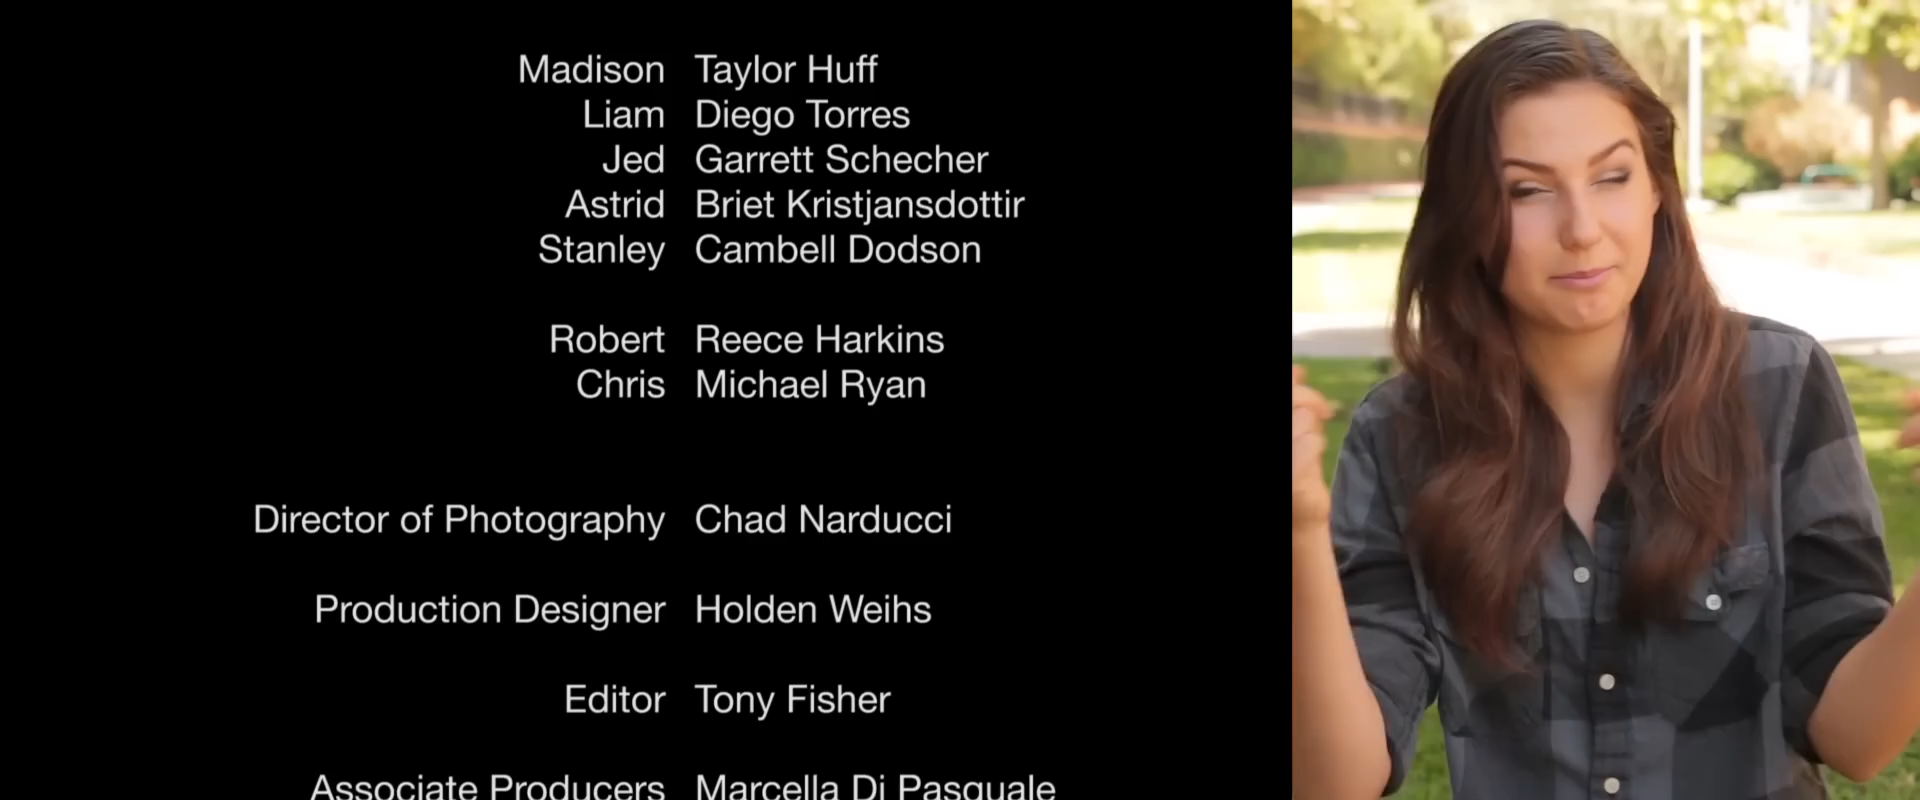 Madison Taylor Huff
Liam Diego Torres
Jed Garrett Schecher
Astrid Briet Kristjansdottir
Stanley Cambell Dodson
Robert Reece Harkins
Chris Michael Ryan
Director of Photography Chad Narducci
Production Designer Holden Weihs
Editor Tony Fisher
Associate Producers Marcella Di Pasquale